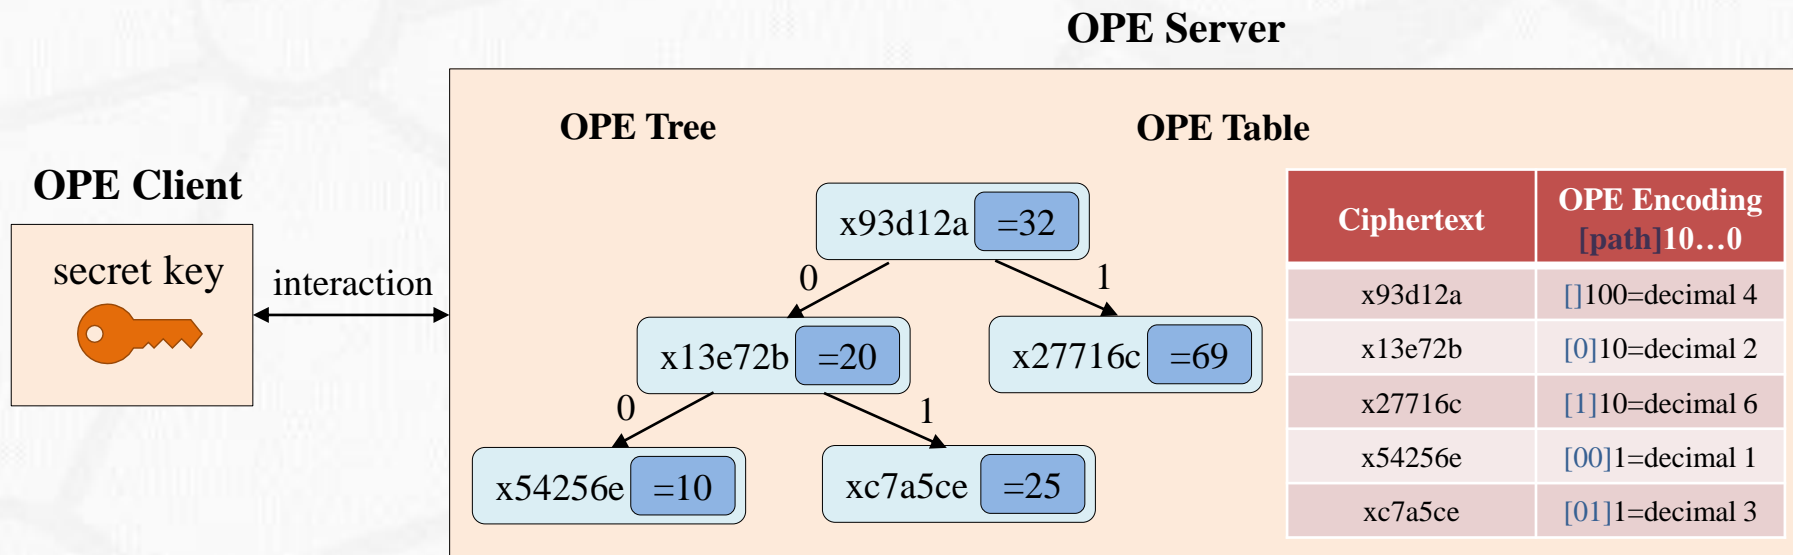 OPE Server
OPE Tree
OPE Table
OPE Client
secret key
interaction
x93d12a =32
0
1
x13e72b =20
x27716c =69
0
1
x54256e =10
xc7a5ce =25
Ciphertext
OPE Encoding
[path]10…0
x93d12a
[]100=decimal 4
x13e72b
[0]10=decimal 2
x27716c
[1]10=decimal 6
x54256e
[00]1=decimal 1
xc7a5ce
[01]1=decimal 3